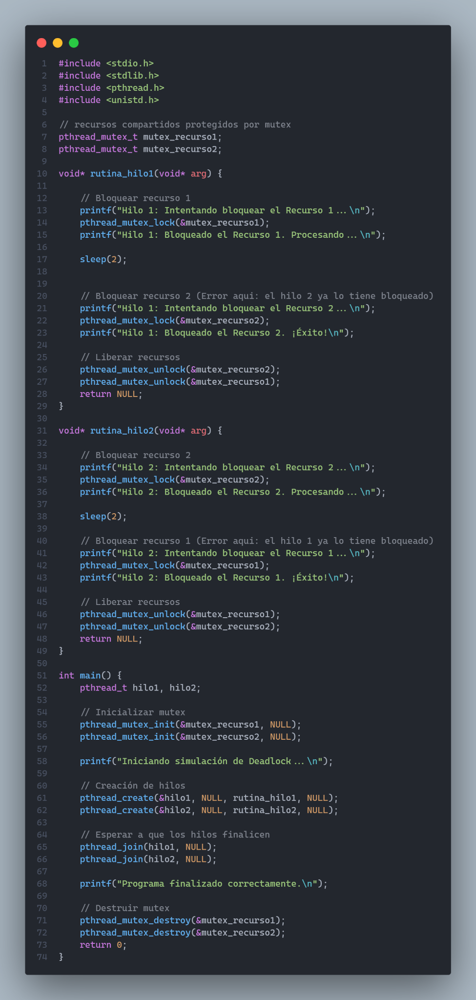 1 #include <stdio.h>
2 #include <stdlib.h>
3 #include <pthread.h>
4 #include <unistd.h>
5
6 // recursos compartidos protegidos por mutex
7 pthread_mutex_t mutex_recurso1;
8 pthread_mutex_t mutex_recurso2;
9
10 void* rutina_hilo1(void* arg) {
11
12     // Bloquear recurso 1
13     printf("Hilo 1: Intentando bloquear el Recurso 1...\n");
14     pthread_mutex_lock(&mutex_recurso1);
15     printf("Hilo 1: Bloqueado el Recurso 1. Procesando...\n");
16
17     sleep(2);
18
19
20     // Bloquear recurso 2 (Error aqui: el hilo 2 ya lo tiene bloqueado)
21     printf("Hilo 1: Intentando bloquear el Recurso 2...\n");
22     pthread_mutex_lock(&mutex_recurso2);
23     printf("Hilo 1: Bloqueado el Recurso 2. ¡Éxito!\n");
24
25     // Liberar recursos
26     pthread_mutex_unlock(&mutex_recurso2);
27     pthread_mutex_unlock(&mutex_recurso1);
28     return NULL;
29 }
30
31 void* rutina_hilo2(void* arg) {
32
33     // Bloquear recurso 2
34     printf("Hilo 2: Intentando bloquear el Recurso 2...\n");
35     pthread_mutex_lock(&mutex_recurso2);
36     printf("Hilo 2: Bloqueado el Recurso 2. Procesando...\n");
37
38     sleep(2);
39
40     // Bloquear recurso 1 (Error aqui: el hilo 1 ya lo tiene bloqueado)
41     printf("Hilo 2: Intentando bloquear el Recurso 1...\n");
42     pthread_mutex_lock(&mutex_recurso1);
43     printf("Hilo 2: Bloqueado el Recurso 1. ¡Éxito!\n");
44
45     // Liberar recursos
46     pthread_mutex_unlock(&mutex_recurso1);
47     pthread_mutex_unlock(&mutex_recurso2);
48     return NULL;
49 }
50
51 int main() {
52     pthread_t hilo1, hilo2;
53
54     // Inicializar mutex
55     pthread_mutex_init(&mutex_recurso1, NULL);
56     pthread_mutex_init(&mutex_recurso2, NULL);
57
58     printf("Iniciando simulación de Deadlock...\n");
59
60     // Creación de hilos
61     pthread_create(&hilo1, NULL, rutina_hilo1, NULL);
62     pthread_create(&hilo2, NULL, rutina_hilo2, NULL);
63
64     // Esperar a que los hilos finalicen
65     pthread_join(hilo1, NULL);
66     pthread_join(hilo2, NULL);
67
68     printf("Programa finalizado correctamente.\n");
69
70     // Destruir mutex
71     pthread_mutex_destroy(&mutex_recurso1);
72     pthread_mutex_destroy(&mutex_recurso2);
73     return 0;
74 }